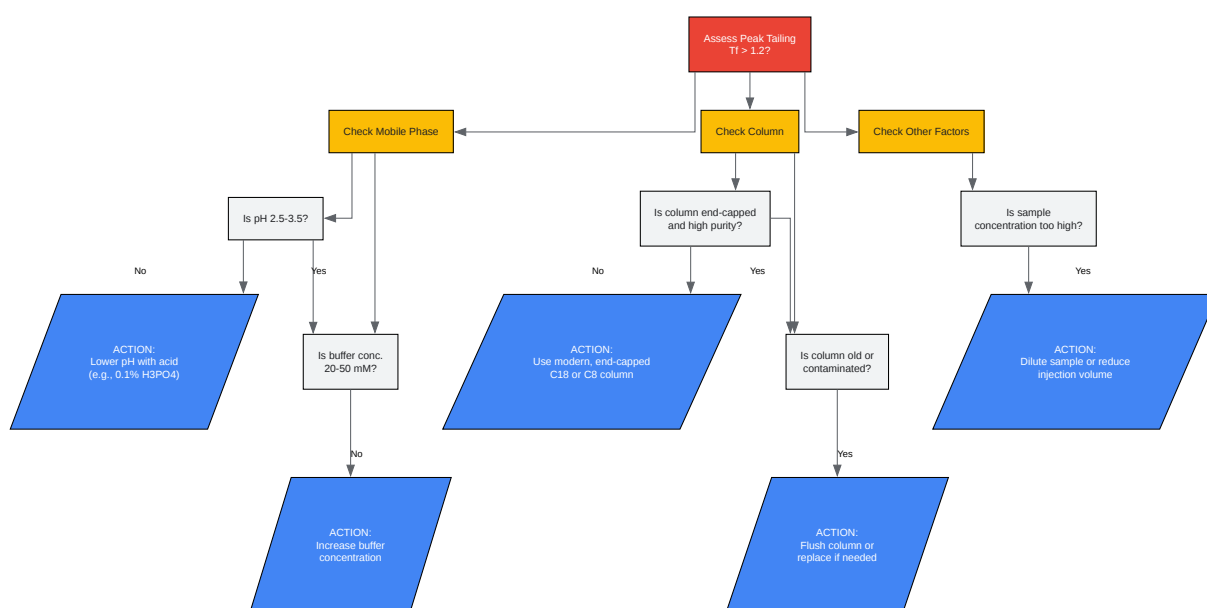 Assess Peak Tailing
Tf > 1.2?
Check Mobile Phase
Check Column
Check Other Factors
Is pH 2.5-3.5?
Is column end-capped
and high purity?
Is sample
concentration too high?
No
Yes
No
Yes
Yes
ACTION:
Lower pH with acid
(e.g., 0.1% H3PO4)
Is buffer conc.
20-50 mM?
ACTION:
Use modern, end-capped
C18 or C8 column
Is column old or
contaminated?
ACTION:
Dilute sample or reduce
injection volume
No
Yes
ACTION:
Increase buffer
concentration
ACTION:
Flush column or
replace if needed